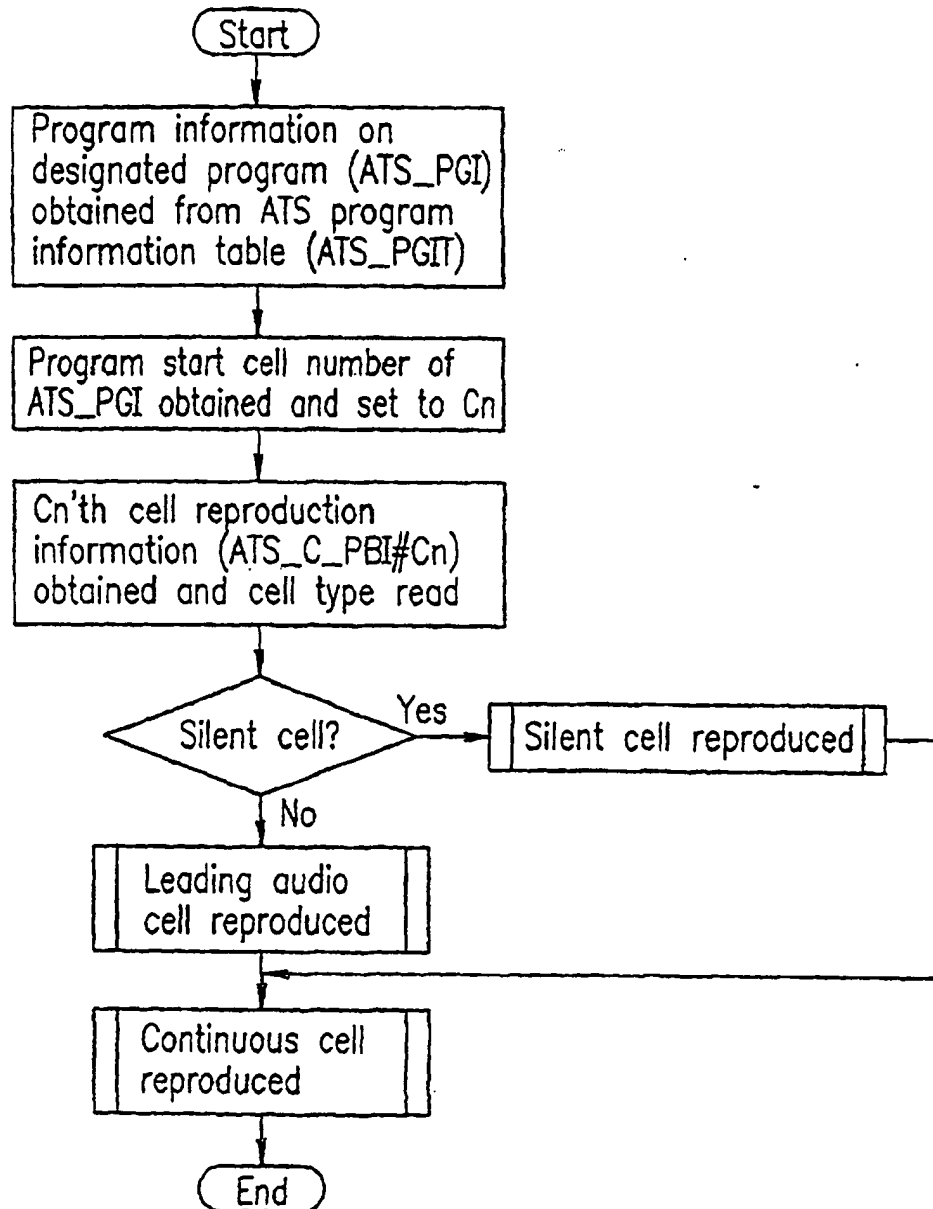 Start
Program information on
designated program (ATS_PGI)
obtained from ATS program
information table (ATS_PGIT)
Program start cell number of
ATS_PGI obtained and set to Cn
Cn'th cell reproduction
information (ATS_C_PBI#Cn)
obtained and cell type read
Silent cell?
Yes
Silent cell reproduced
No
Leading audio
cell reproduced
Continuous cell
reproduced
End